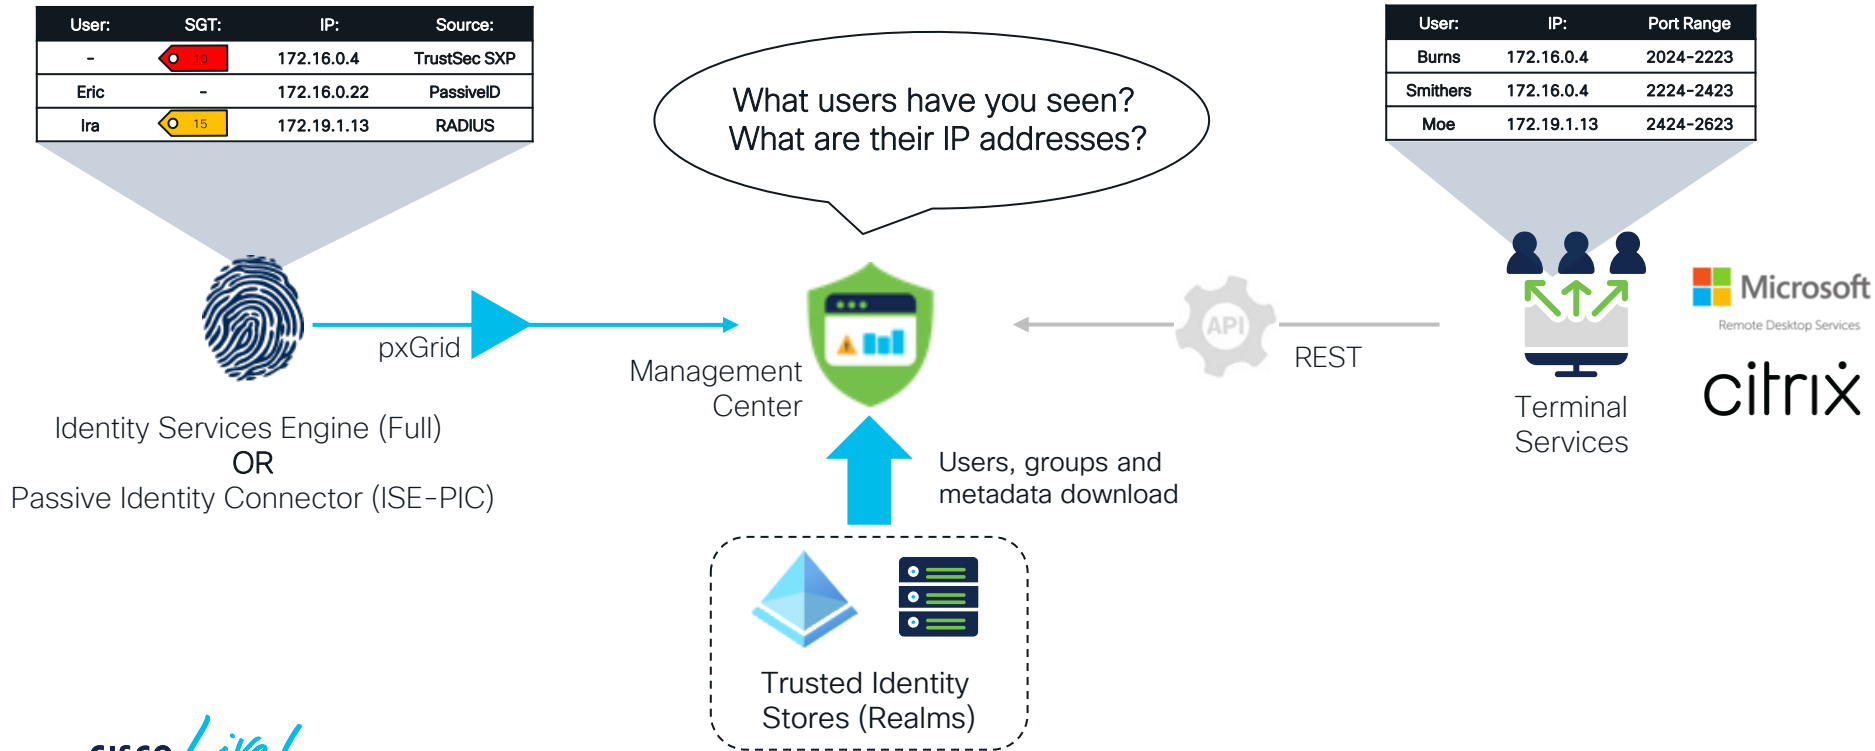 User: SGT: IP: Source:
- 10 172.16.0.4 TrustSec SXP
Eric - 172.16.0.22 PassiveID
Ira 15 172.19.1.13 RADIUS
What users have you seen?
What are their IP addresses?
User: IP: Port Range
Burns 172.16.0.4 2024-2223
Smithers 172.16.0.4 2224-2423
Moe 172.19.1.13 2424-2623
pxGrid
Identity Services Engine (Full)
OR
Passive Identity Connector (ISE-PIC)
Management
Center
API
REST
Terminal
Services
Microsoft
Remote Desktop Services
citrix
Users, groups and
metadata download
Trusted Identity
Stores (Realms)
cisco Live!